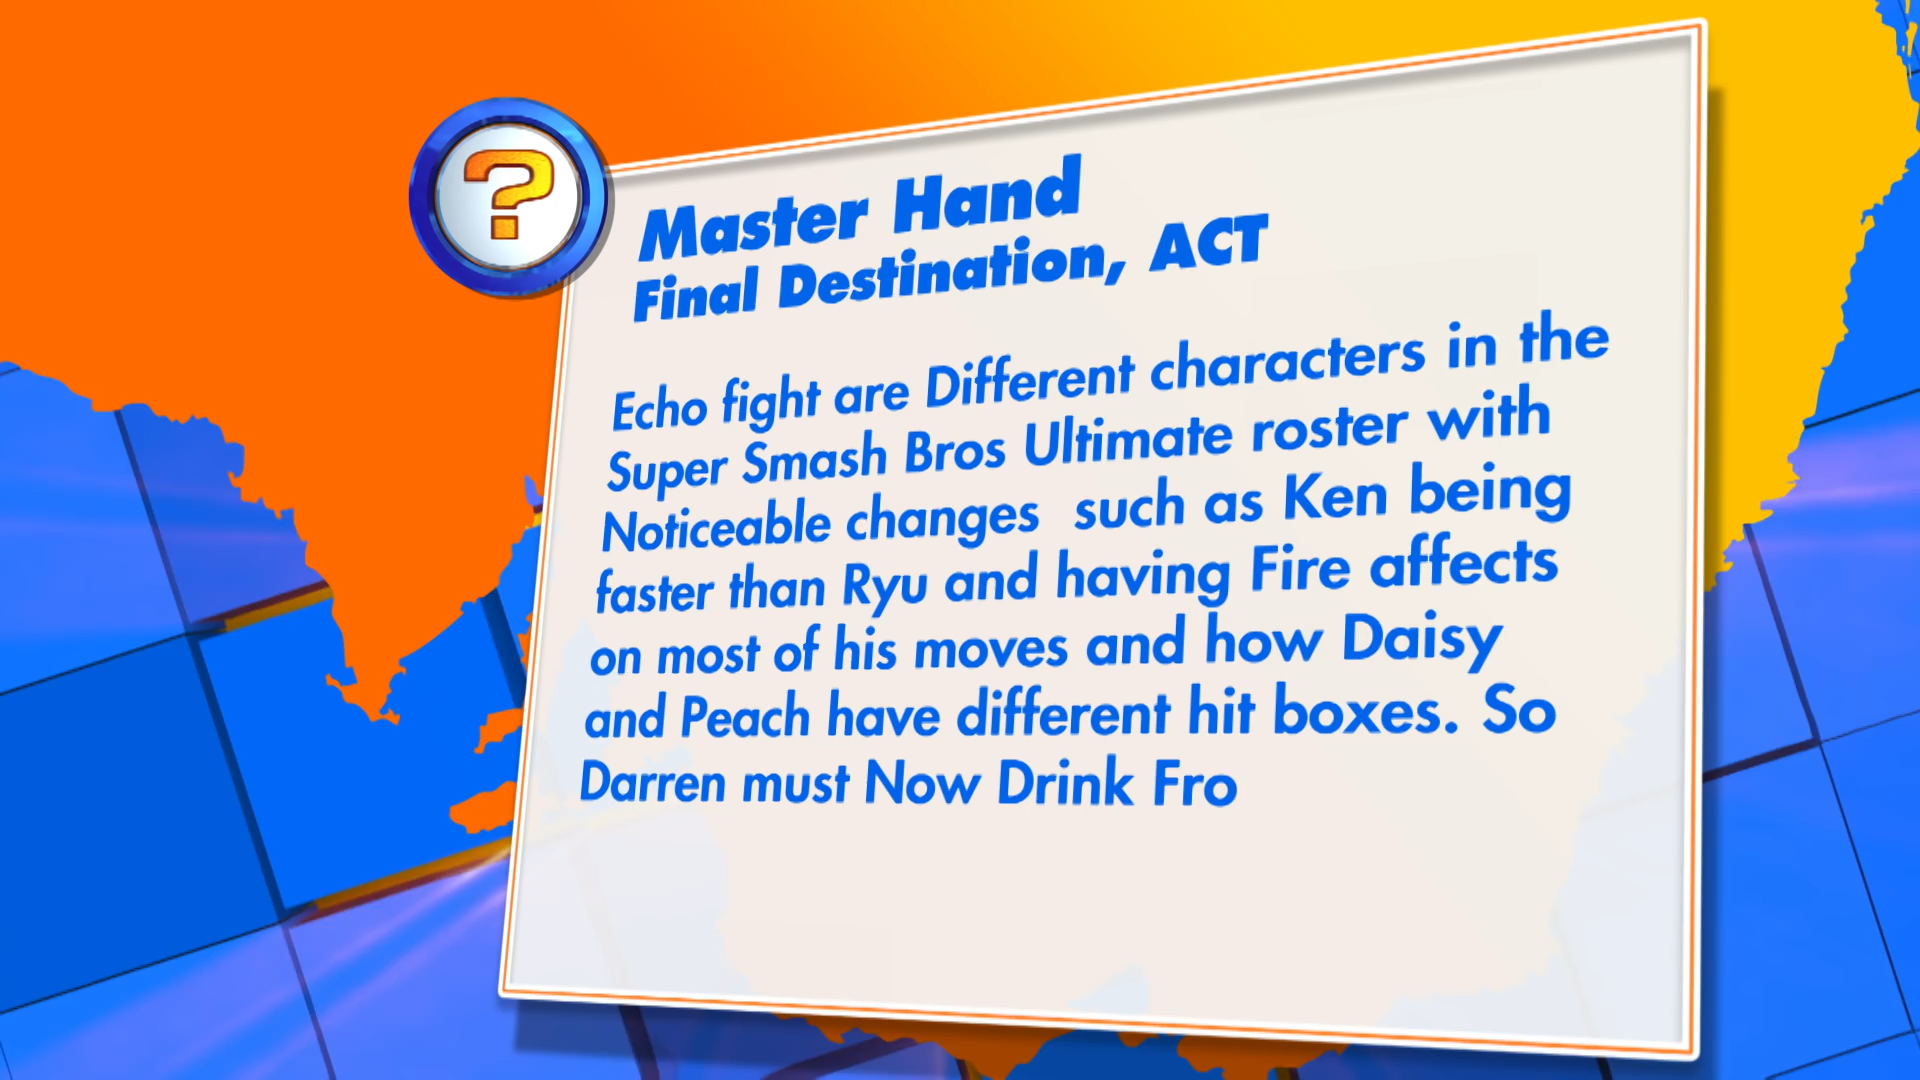 ?
Master Hand
Final Destination, ACT
Echo fight are Different characters in the
Super Smash Bros Ultimate roster with
Noticeable changes  such as Ken being
faster than Ryu and having Fire affects
on most of his moves and how Daisy
and Peach have different hit boxes. So
Darren must Now Drink Fro